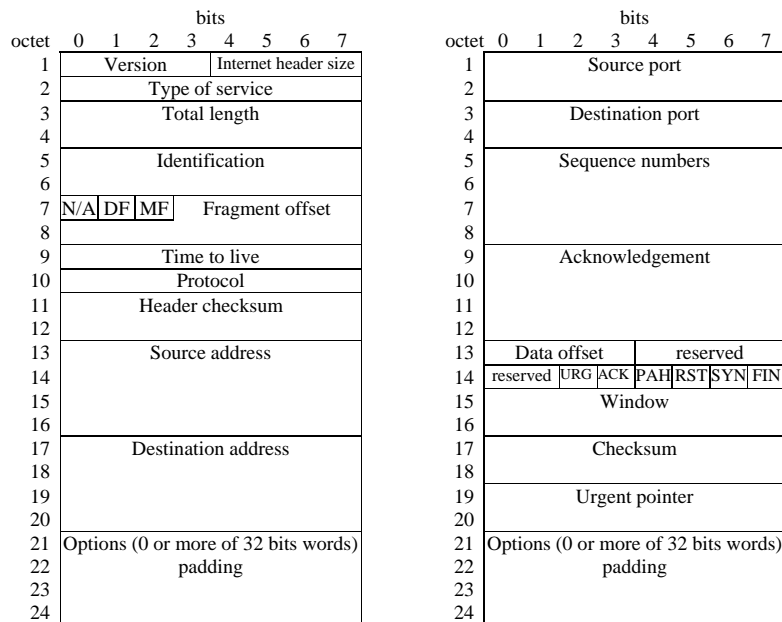 bits
octet 0 1 2 3 4 5 6 7
1 Version Internet header size
2 Type of service
3 Total length
4
5 Identification
6
7 N/A DF MF Fragment offset
8
9 Time to live
10 Protocol
11 Header checksum
12
13 Source address
14
15
16
17 Destination address
18
19
20
21 Options (0 or more of 32 bits words)
22 padding
23
24
bits
octet 0 1 2 3 4 5 6 7
1 Source port
2
3 Destination port
4
5 Sequence numbers
6
7
8
9 Acknowledgement
10
11
12
13 Data offset reserved
14 reserved URG ACK PAH RST SYN FIN
15 Window
16
17 Checksum
18
19 Urgent pointer
20
21 Options (0 or more of 32 bits words)
22 padding
23
24